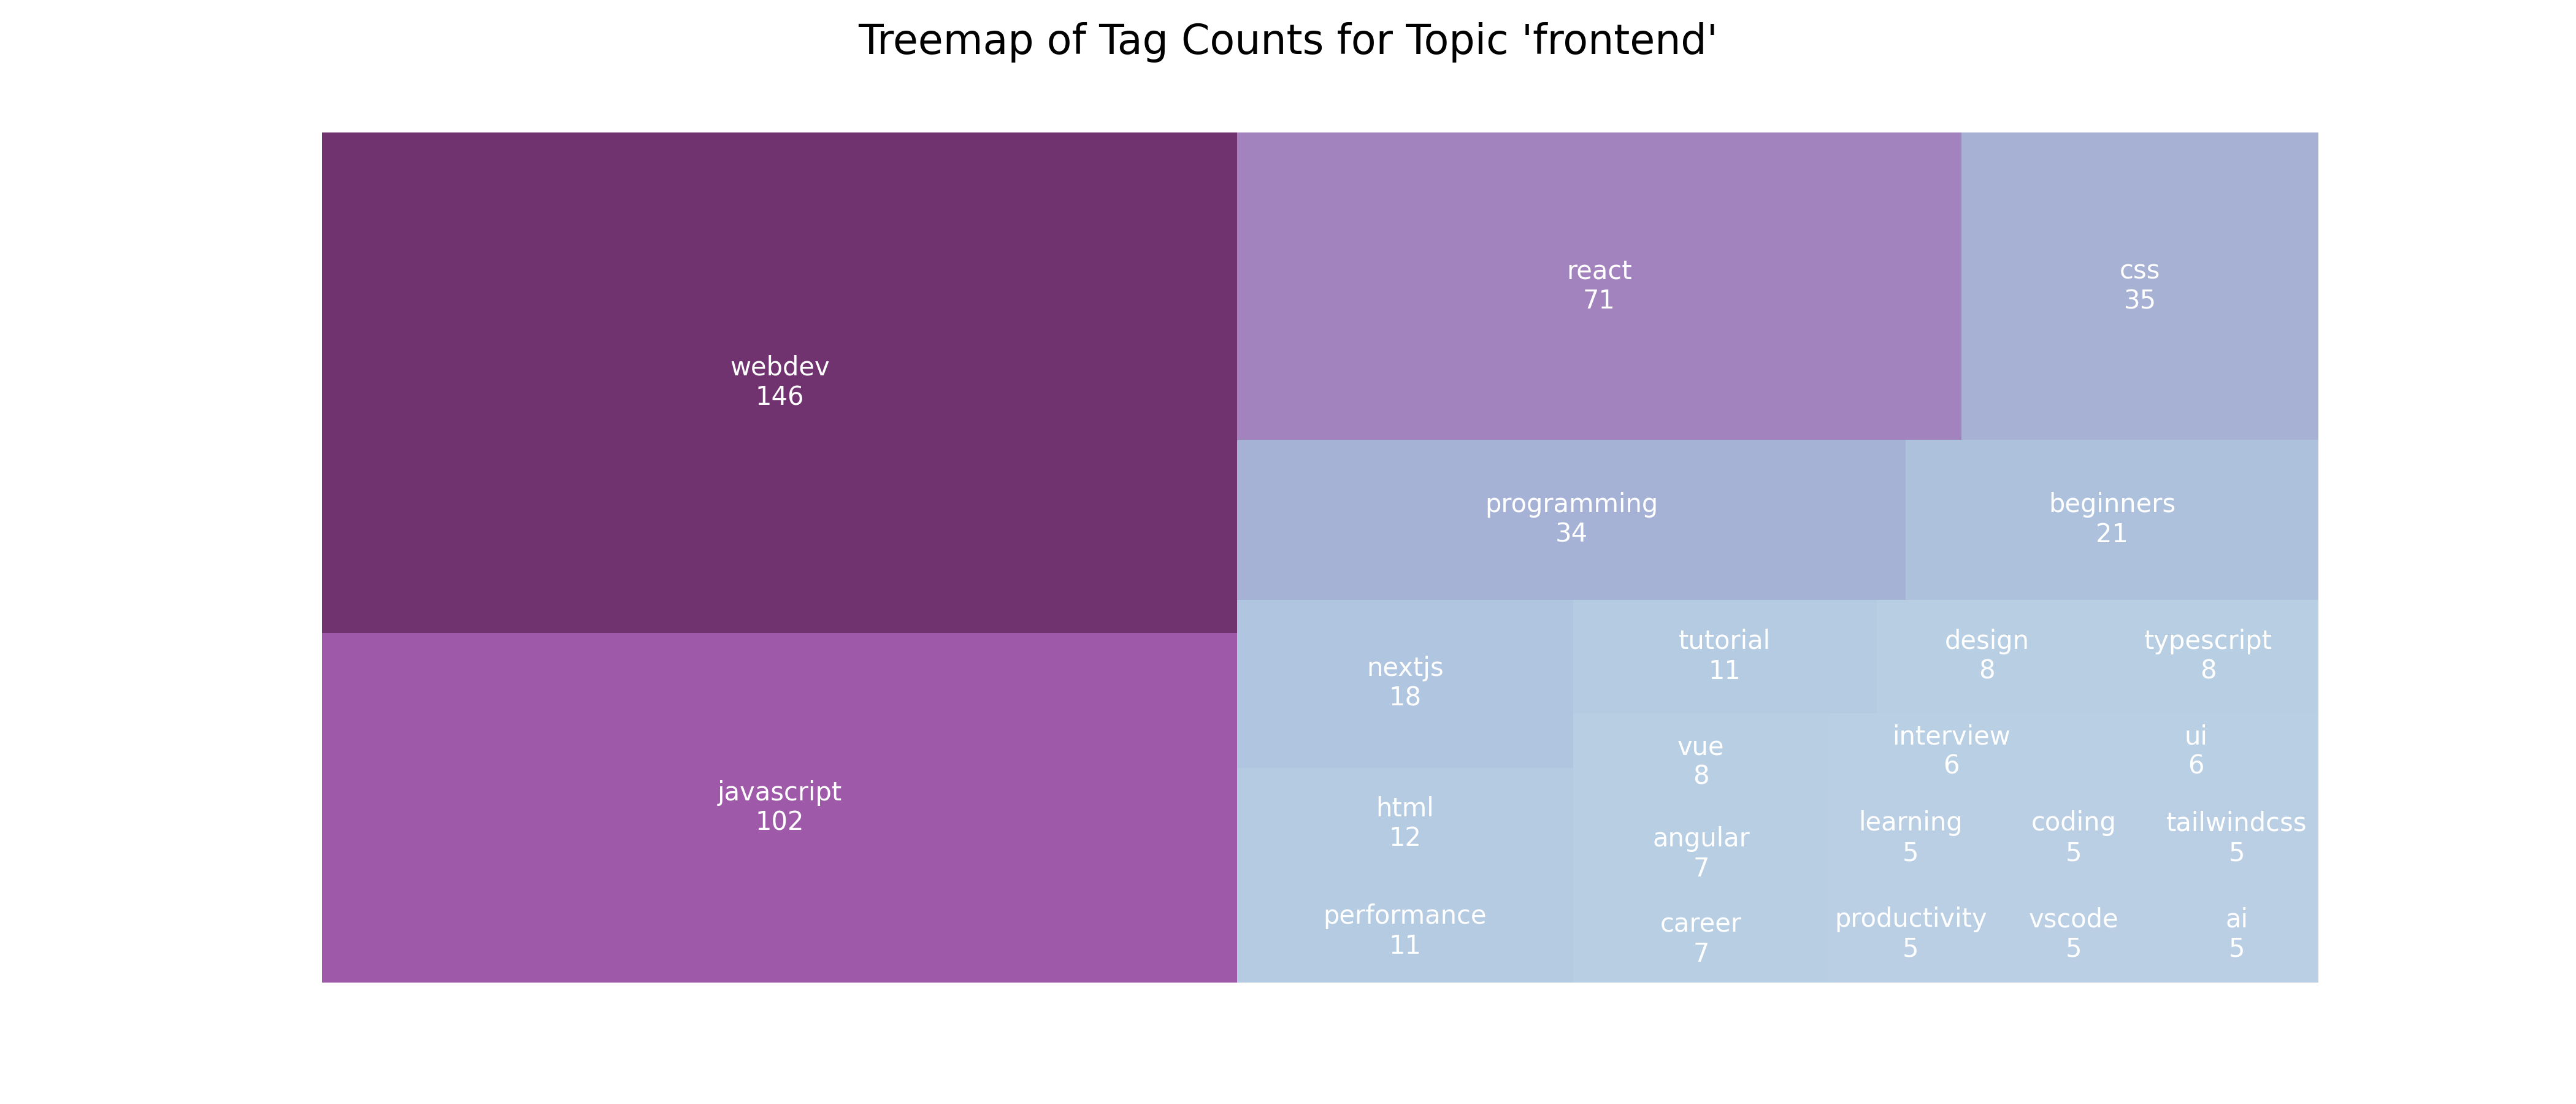 Treemap of Tag Counts for Topic 'frontend'
webdev
146
javascript
102
react
71
css
35
programming
34
beginners
21
nextjs
18
html
12
performance
11
tutorial
11
design
8
typescript
8
vue
8
angular
7
career
7
interview
6
ui
6
learning
5
coding
5
tailwindcss
5
productivity
5
vscode
5
ai
5